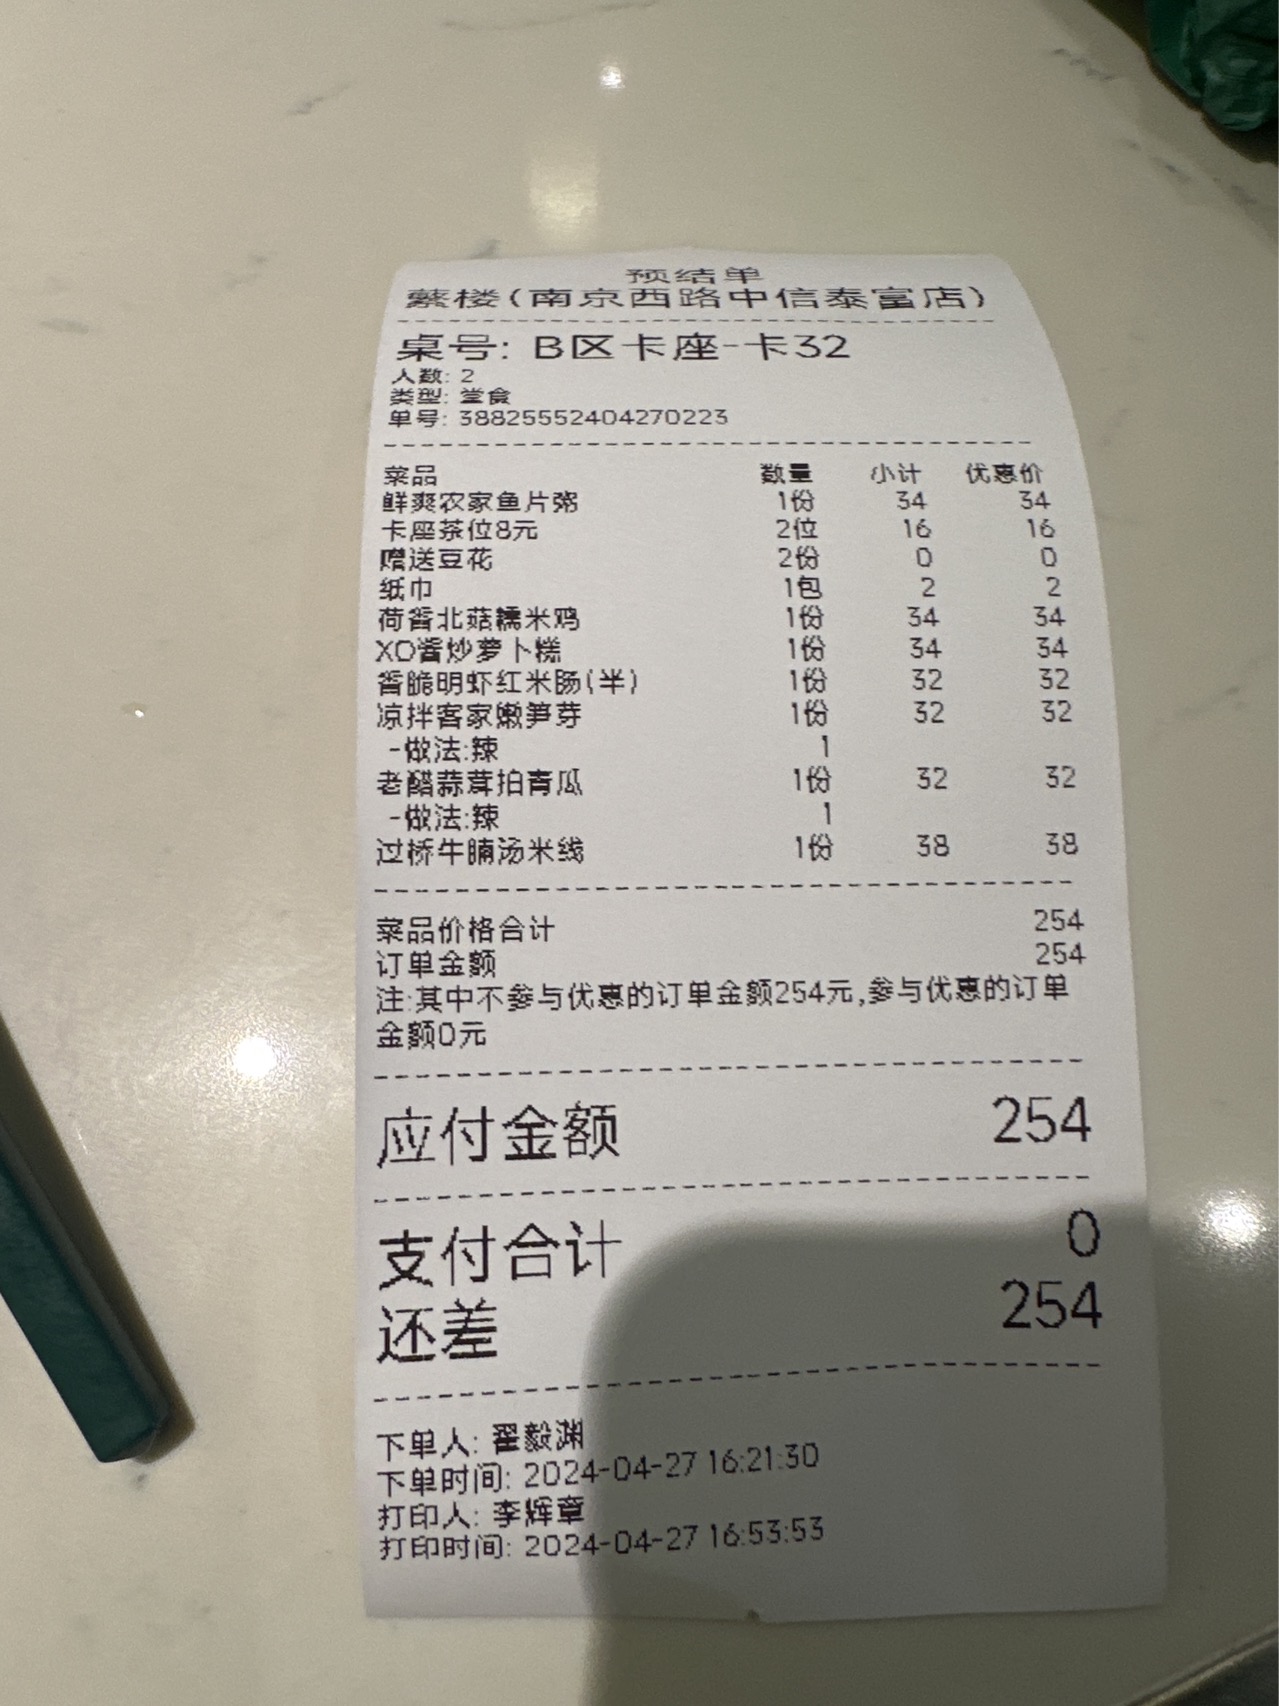 预结单
蘩楼(南京西路中信泰富店)
桌号: B区卡座-卡32
人数: 2
类型: 堂食
单号: 38825552404270223
菜品 数量 小计 优惠价
鲜爽农家鱼片粥 1份 34 34
卡座茶位8元 2位 16 16
赠送豆花 2份 0 0
纸巾 1包 2 2
荷香北菇糯米鸡 1份 34 34
XO酱炒萝卜糕 1份 34 34
香脆明虾红米肠(半) 1份 32 32
凉拌客家嫩笋芽 1份 32 32
-做法:辣 1
老醋蒜茸拍青瓜 1份 32 32
-做法:辣 1
过桥牛腩汤米线 1份 38 38
菜品价格合计 254
订单金额 254
注:其中不参与优惠的订单金额254元,参与优惠的订单
金额0元
应付金额 254
支付合计 0
还差 254
下单人: 翟毅渊
下单时间: 2024-04-27 16:21:30
打印人: 李辉章
打印时间: 2024-04-27 16:53:53